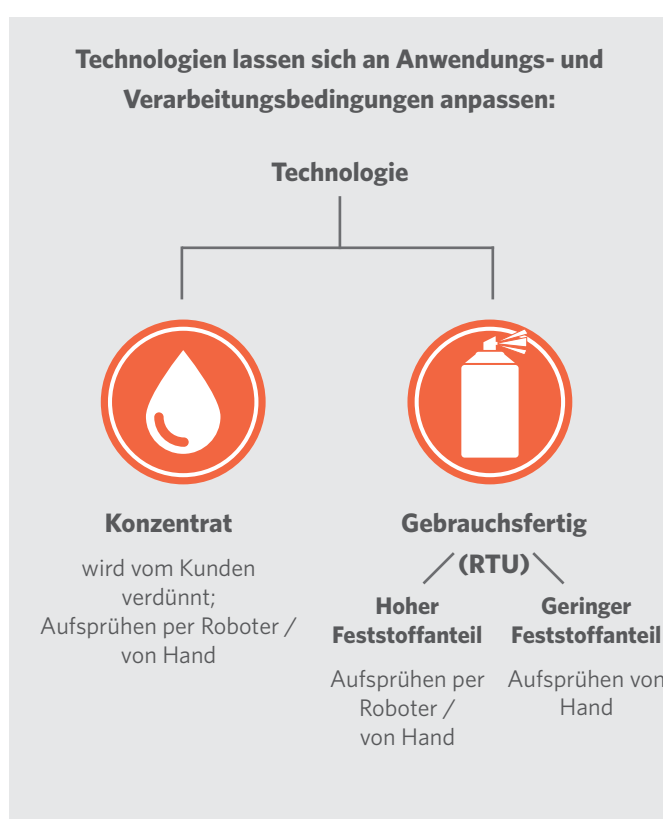 Technologien lassen sich an Anwendungs- und
Verarbeitungsbedingungen anpassen:
Technologie
Konzentrat
wird vom Kunden
verdünnt;
Aufsprühen per Roboter /
von Hand
Gebrauchsfertig
(RTU)
Hoher
Feststoffanteil
Aufsprühen per
Roboter /
von Hand
Geringer
Feststoffanteil
Aufsprühen von
Hand